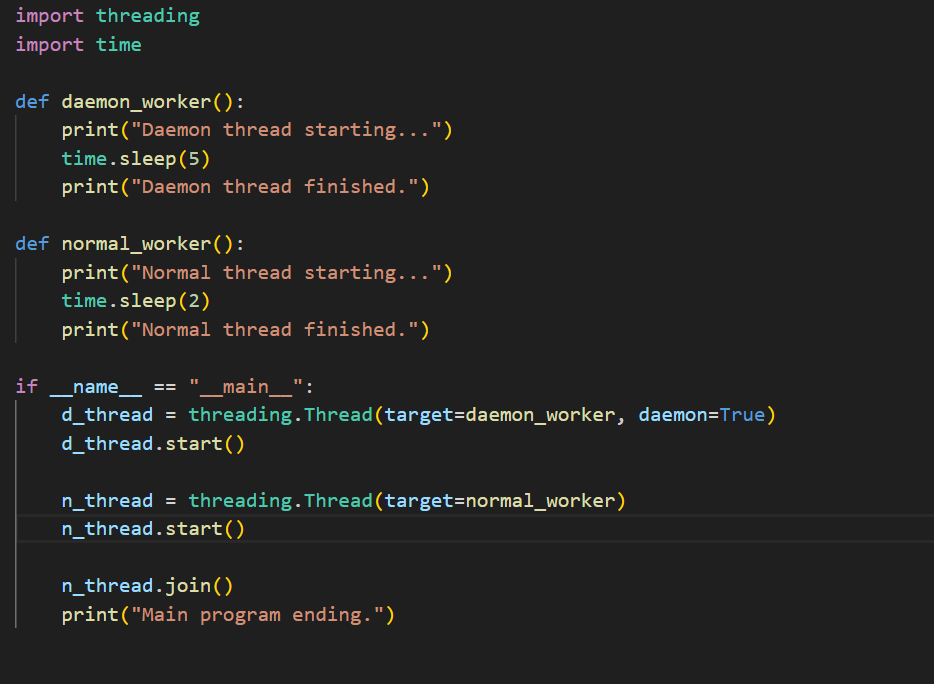 import threading
import time
def daemon_worker():
    print("Daemon thread starting...")
    time.sleep(5)
    print("Daemon thread finished.")
def normal_worker():
    print("Normal thread starting...")
    time.sleep(2)
    print("Normal thread finished.")
if __name__ == "__main__":
    d_thread = threading.Thread(target=daemon_worker, daemon=True)
    d_thread.start()
    n_thread = threading.Thread(target=normal_worker)
    n_thread.start()
    n_thread.join()
    print("Main program ending.")